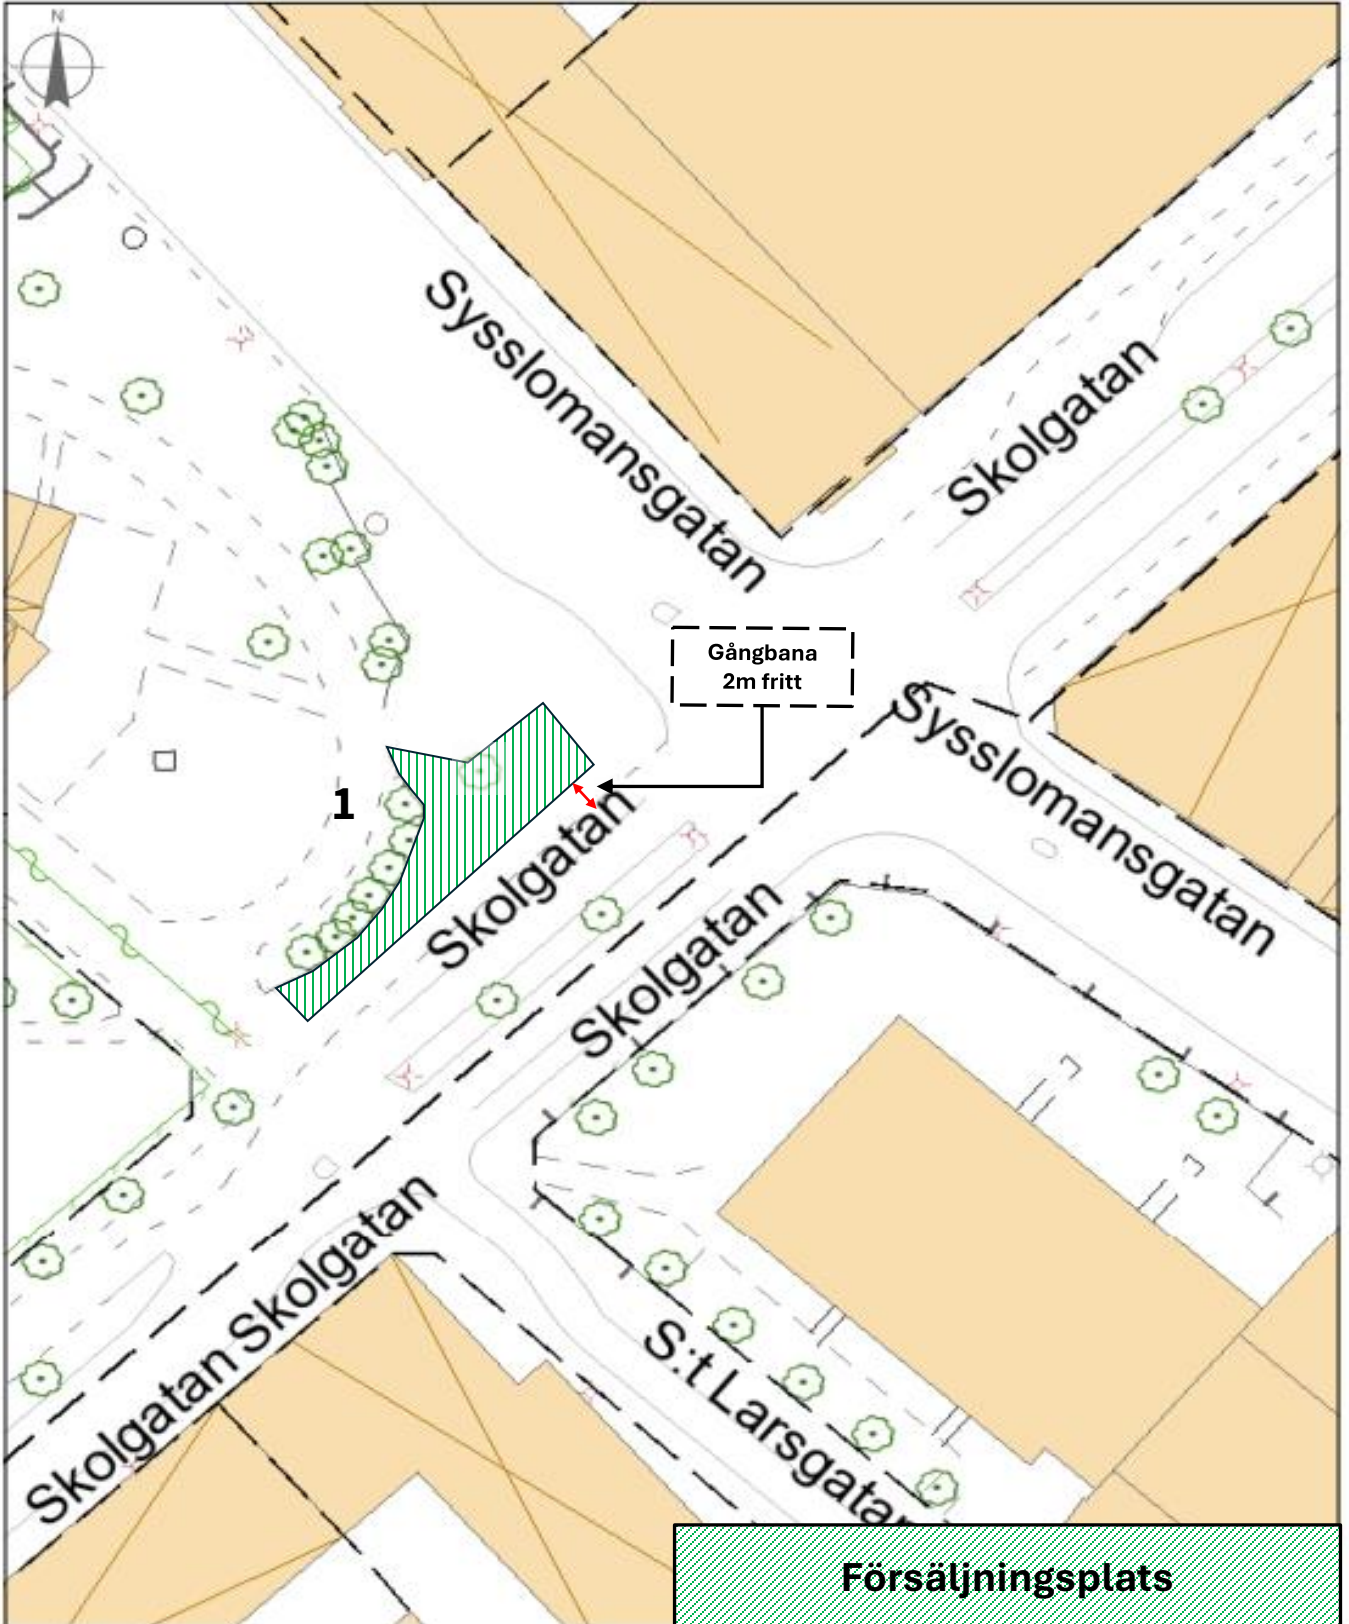 N
Sysslomansgatan
Skolgatan
Gångbana
2m fritt
Sysslomansgatan
1
Skolgatan
Skolgatan
Skolgatan
Skolgatan
S:t Larsgatan
Försäljningsplats